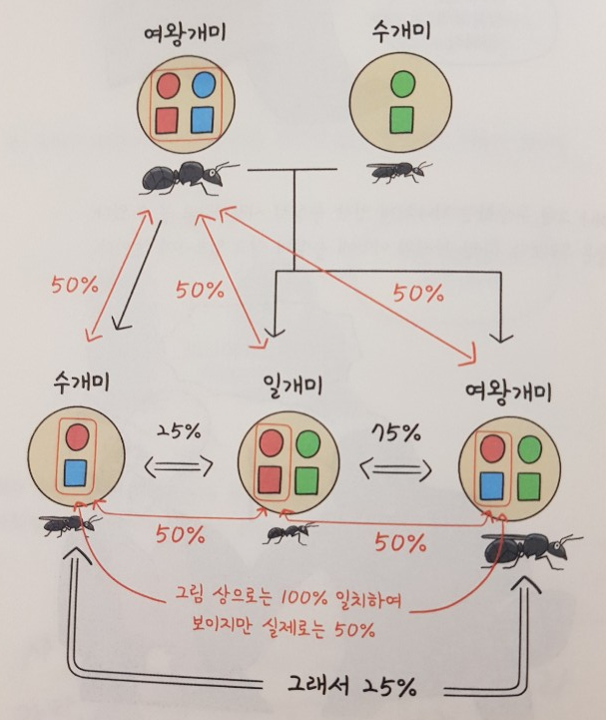 여왕개미
수개미
50%
50%
50%
수개미
일개미
여왕개미
25%
75%
50%
50%
그림 상으로는 100% 일치하여
보이지만 실제로는 50%
그래서 25%